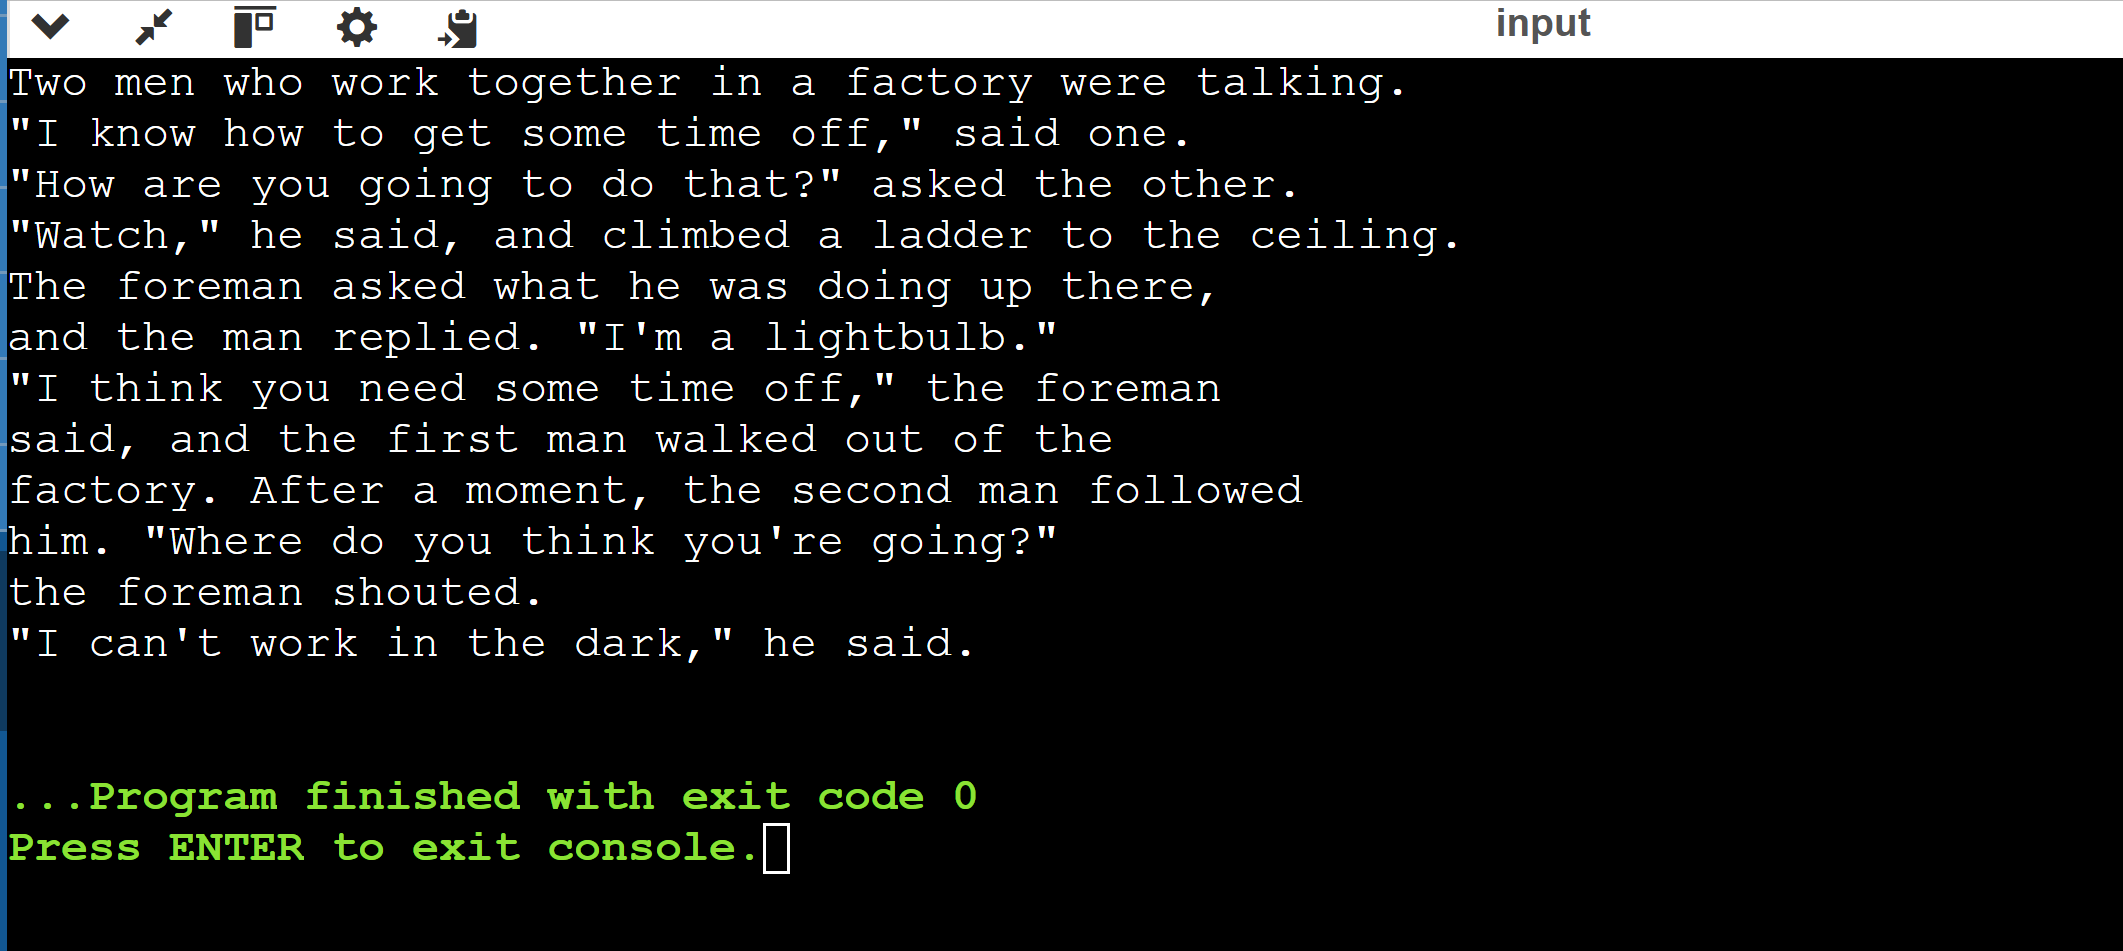 input
Two men who work together in a factory were talking.
"I know how to get some time off," said one.
"How are you going to do that?" asked the other.
"Watch," he said, and climbed a ladder to the ceiling.
The foreman asked what he was doing up there,
and the man replied. "I'm a lightbulb."
"I think you need some time off," the foreman
said, and the first man walked out of the
factory. After a moment, the second man followed
him. "Where do you think you're going?"
the foreman shouted.
"I can't work in the dark," he said.
...Program finished with exit code 0
Press ENTER to exit console.